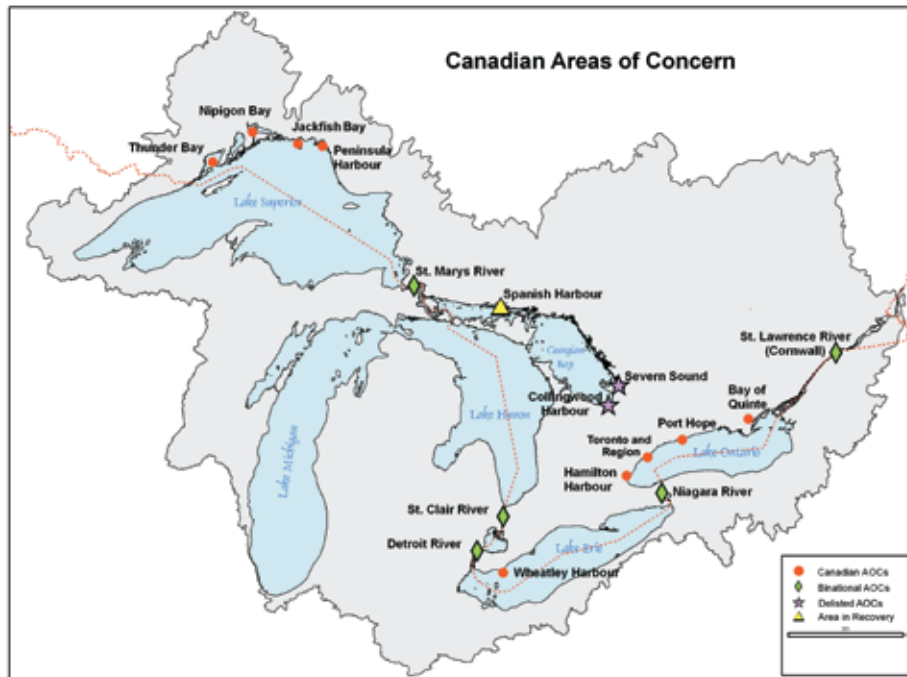 Canadian Areas of Concern
Nipigon Bay
Jackfish Bay
Thunder Bay
Peninsula
Harbour
Lake Superior
St. Marys River
Spanish Harbour
St. Lawrence River
(Cornwall)
Georgian
Bay
Severn Sound
Collingwood
Harbour
Bay of
Quinte
Lake Huron
Port Hope
Lake Michigan
Toronto and
Region
Lake Ontario
Hamilton
Harbour
Niagara River
St. Clair River
Detroit River
Lake Erie
Wheatley Harbour
Canadian AOCs
Binational AOCs
Delisted AOCs
Area in Recovery